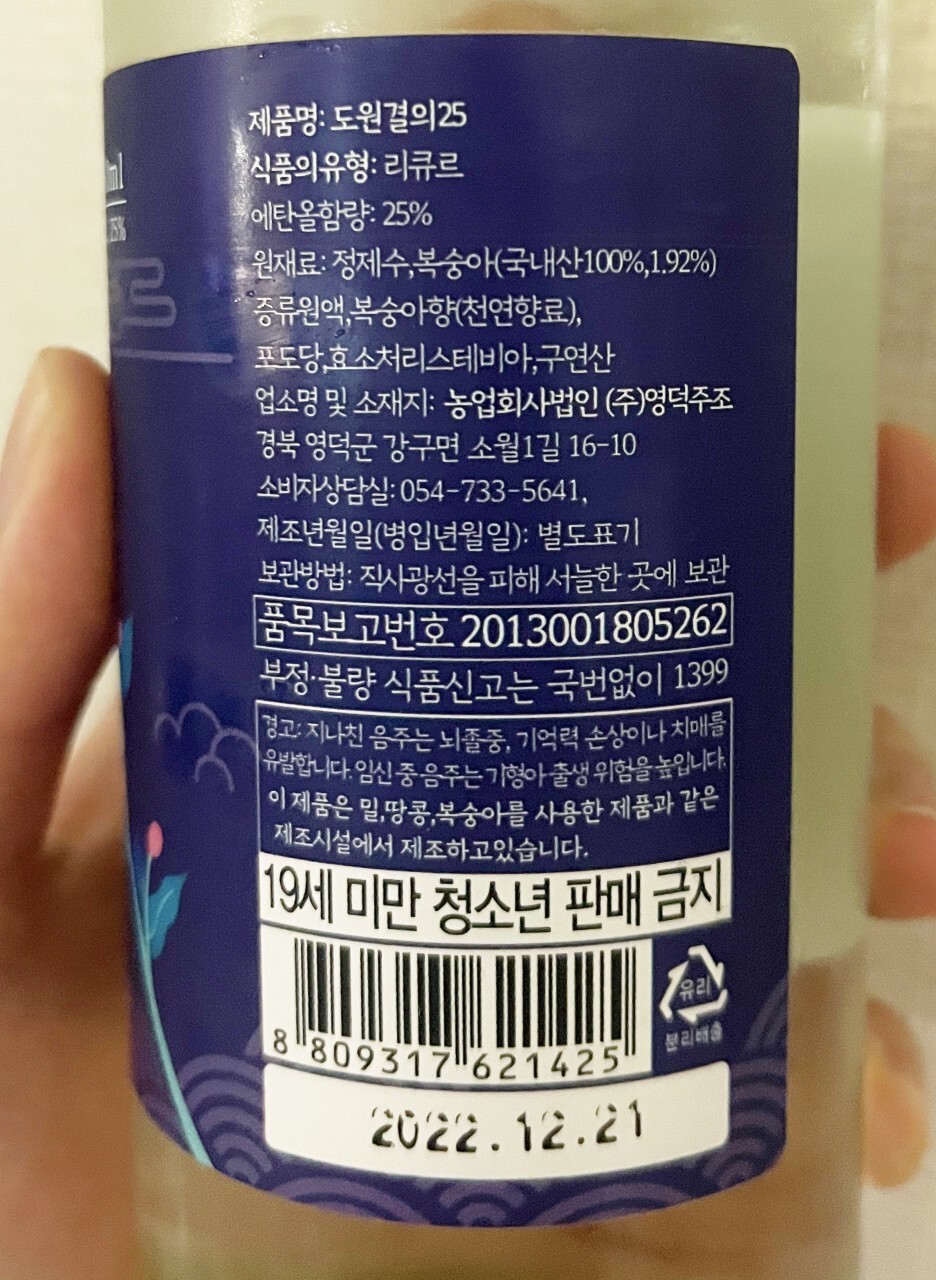 ml
25%
제품명: 도원결의25
식품의유형: 리큐르
에탄올함량: 25%
원재료: 정제수,복숭아(국내산100%,1.92%)
증류원액,복숭아향(천연향료),
포도당,효소처리스테비아,구연산
업소명 및 소재지: 농업회사법인 (주)영덕주조
경북 영덕군 강구면 소월1길 16-10
소비자상담실: 054-733-5641,
제조년월일(병입년월일): 별도표기
보관방법: 직사광선을 피해 서늘한 곳에 보관
품목보고번호 2013001805262
부정·불량 식품신고는 국번없이 1399
경고: 지나친 음주는 뇌졸중, 기억력 손상이나 치매를
유발합니다. 임신 중 음주는 기형아 출생 위험을 높입니다.
이 제품은 밀,땅콩,복숭아를 사용한 제품과 같은
제조시설에서 제조하고있습니다.
19세 미만 청소년 판매 금지
유리
분리배출
8 809317 621425
2022.12.21